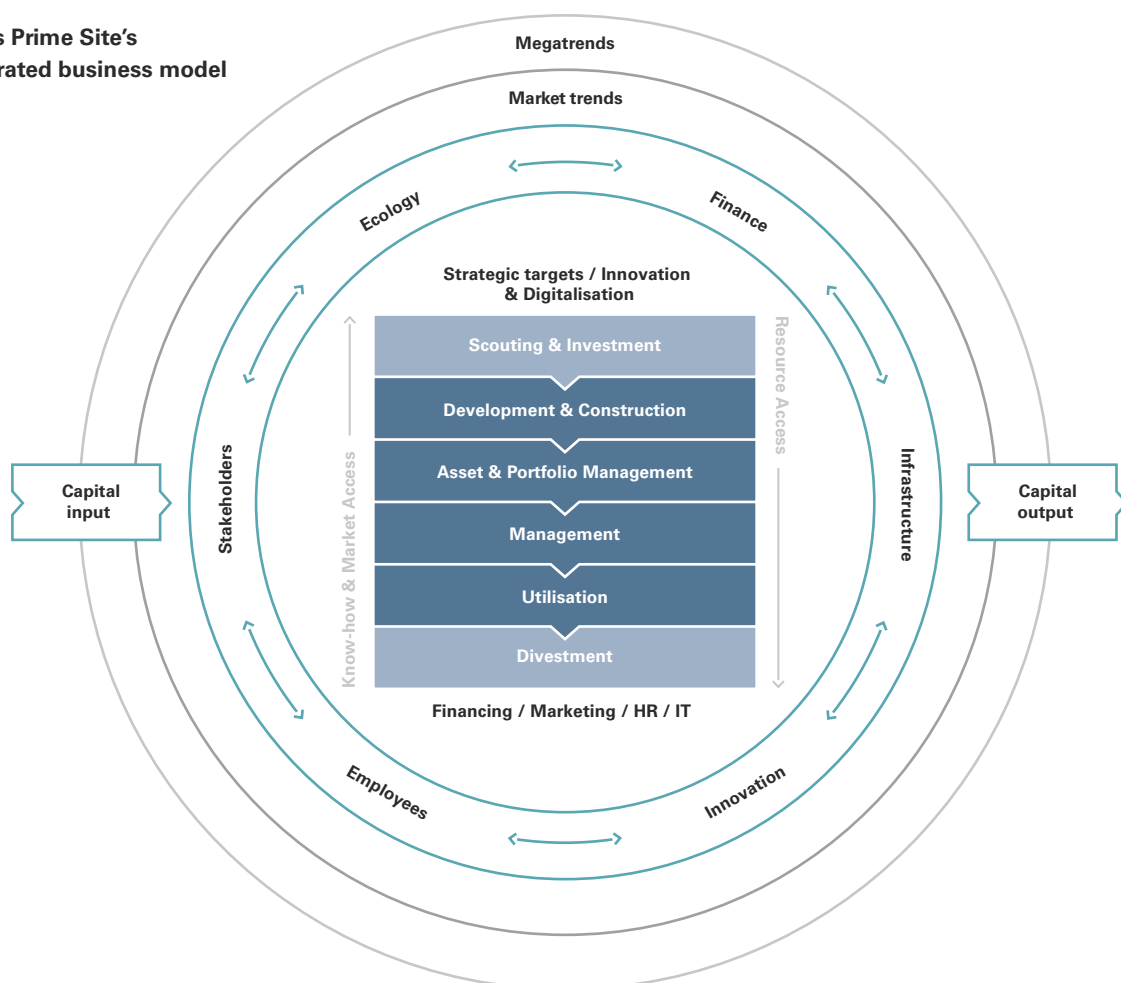 s Prime Site's
rated business model
Megatrends
Market trends
Ecology
Finance
Strategic targets / Innovation
& Digitalisation
Scouting & Investment
Development & Construction
Asset & Portfolio Management
Management
Utilisation
Divestment
Know-how & Market Access
Resource Access
Stakeholders
Infrastructure
Capital
input
Capital
output
Financing / Marketing / HR / IT
Employees
Innovation